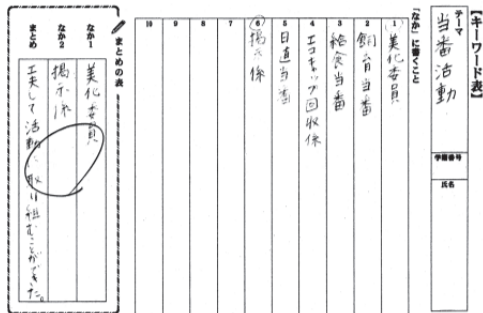 【キーワード表】
テーマ
当番活動
学籍番号
氏名
「なか」に書くこと
1 美化委員
2 飼育当番
3 給食当番
4 エコキャップ回収係
5 日直当番
6 掲示係
7
8
9
10
まとめの表
なか1
美化委員
なか2
掲示係
まとめ
工夫して活動に取り組むことができた。